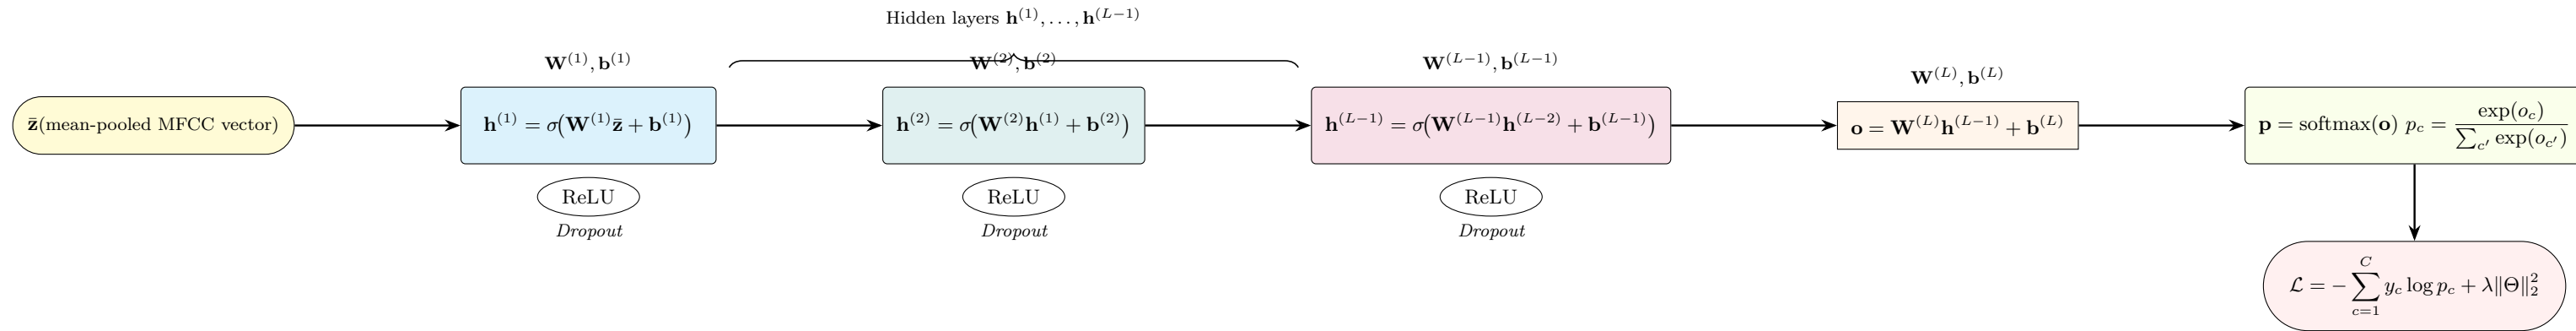 Hidden layers 𝐡^{(1)}, …, 𝐡^{(L−1)}
𝐖^{(1)}, 𝐛^{(1)}
𝐖^{(2)}, 𝐛^{(2)}
𝐖^{(L−1)}, 𝐛^{(L−1)}
𝐖^{(L)}, 𝐛^{(L)}
𝐳̄(mean-pooled MFCC vector)
𝐡^{(1)} = σ(𝐖^{(1)}𝐳̄ + 𝐛^{(1)})
𝐡^{(2)} = σ(𝐖^{(2)}𝐡^{(1)} + 𝐛^{(2)})
𝐡^{(L−1)} = σ(𝐖^{(L−1)}𝐡^{(L−2)} + 𝐛^{(L−1)})
𝐨 = 𝐖^{(L)}𝐡^{(L−1)} + 𝐛^{(L)}
𝐩 = softmax(𝐨) p_c = exp(o_c) / ∑_{c′} exp(o_{c′})
ReLU
Dropout
ReLU
Dropout
ReLU
Dropout
ℒ = − ∑_{c=1}^{C} y_c log p_c + λ‖Θ‖_2^2